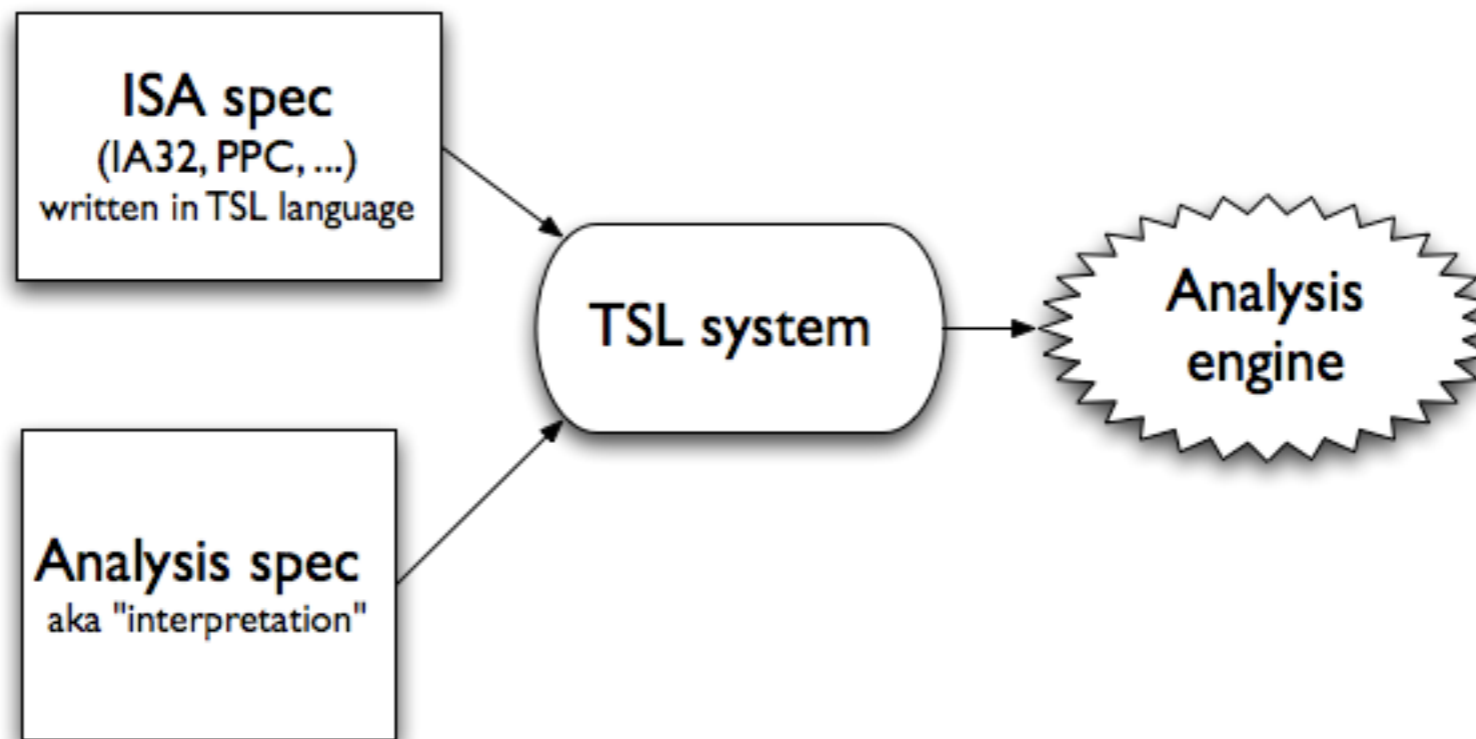 ISA spec
(IA32, PPC, ...)
written in TSL language
TSL system
Analysis
engine
Analysis spec
aka "interpretation"